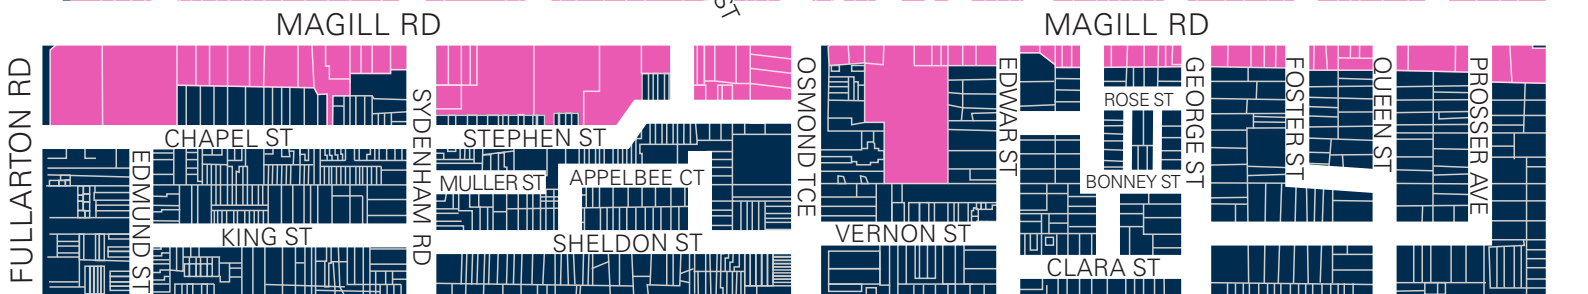 ST
MAGILL RD
MAGILL RD
FULLARTON RD
SYDENHAM RD
OSMOND TCE
EDWAR ST
GEORGE ST
FOSTER ST
QUEEN ST
PROSSER AVE
ROSE ST
CHAPEL ST
STEPHEN ST
EDMUND ST
MULLER ST
APPELBEE CT
BONNEY ST
KING ST
SHELDON ST
VERNON ST
CLARA ST